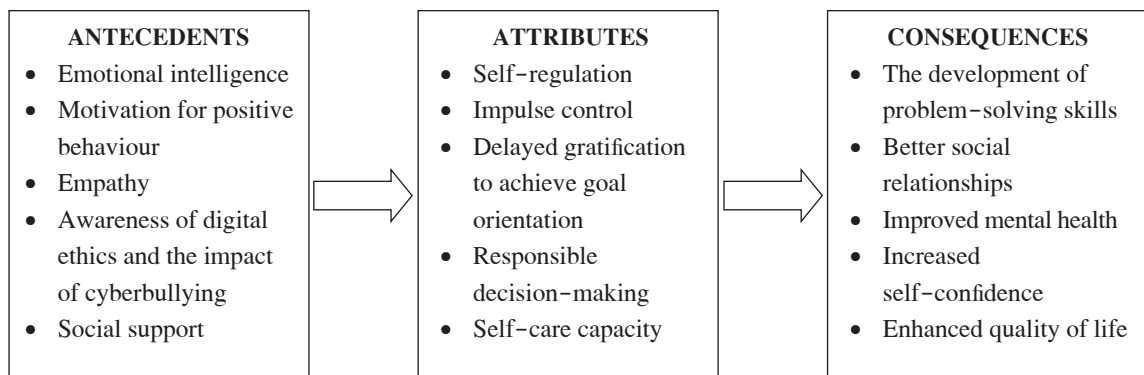 ANTECEDENTS
• Emotional intelligence
• Motivation for positive
behaviour
• Empathy
• Awareness of digital
ethics and the impact
of cyberbullying
• Social support
ATTRIBUTES
• Self-regulation
• Impulse control
• Delayed gratification
to achieve goal
orientation
• Responsible
decision-making
• Self-care capacity
CONSEQUENCES
• The development of
problem-solving skills
• Better social
relationships
• Improved mental health
• Increased
self-confidence
• Enhanced quality of life